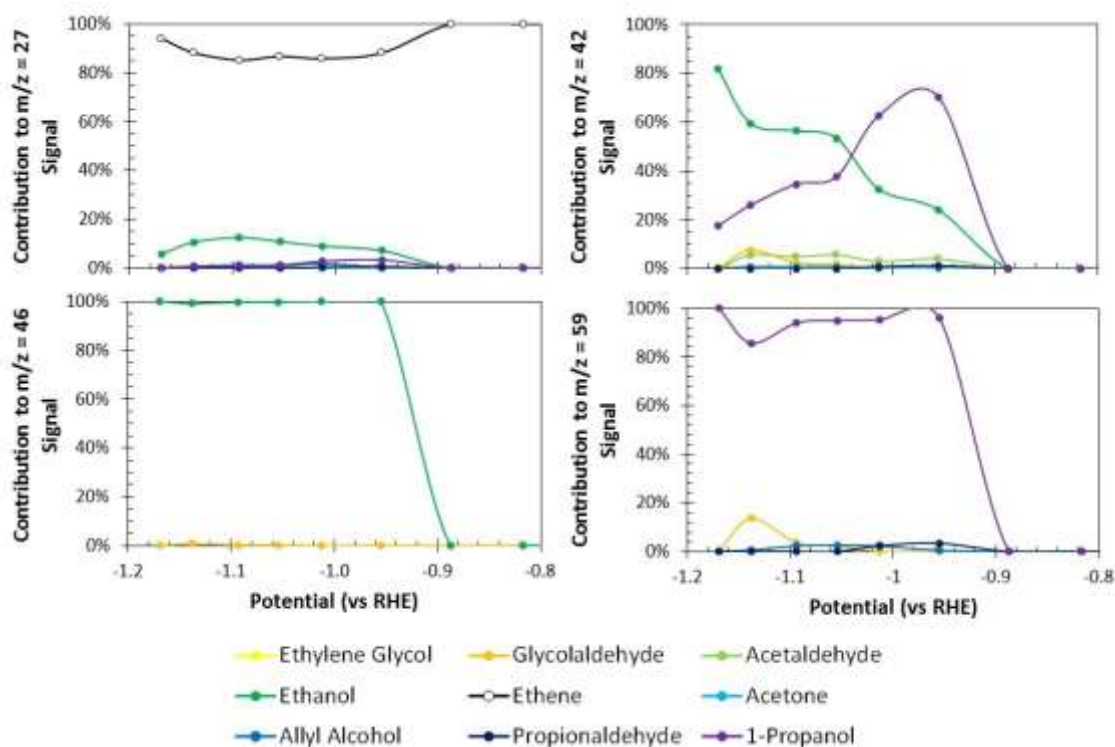 Contribution to m/z = 27
Signal
100%
80%
60%
40%
20%
0%
Contribution to m/z = 42
Signal
100%
80%
60%
40%
20%
0%
Contribution to m/z = 46
Signal
100%
80%
60%
40%
20%
0%
-1.2 -1.1 -1.0 -0.9 -0.8
Potential (vs RHE)
Contribution to m/z = 59
Signal
100%
80%
60%
40%
20%
0%
-1.2 -1.1 -1 -0.9 -0.8
Potential (vs RHE)
Ethylene Glycol Glycolaldehyde Acetaldehyde
Ethanol Ethene Acetone
Allyl Alcohol Propionaldehyde 1-Propanol